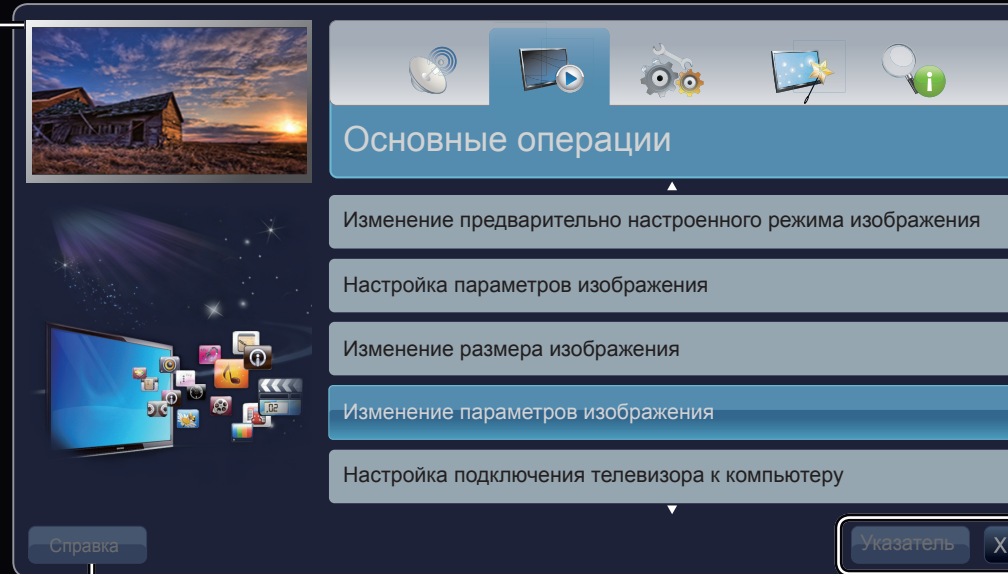 Основные операции
Изменение предварительно настроенного режима изображения
Настройка параметров изображения
Изменение размера изображения
Изменение параметров изображения
Настройка подключения телевизора к компьютеру
Справка
Указатель
X